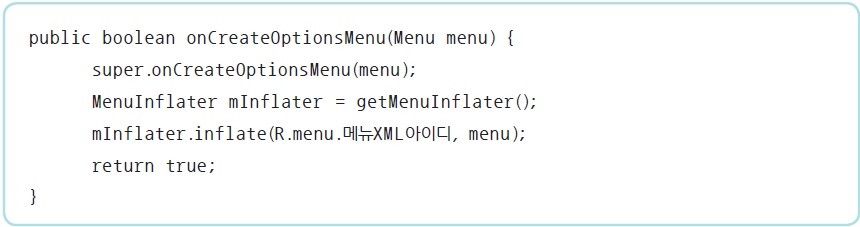 public boolean onCreateOptionsMenu(Menu menu) {
super.onCreateOptionsMenu(menu);
MenuInflater mInflater = getMenuInflater();
mInflater.inflate(R.menu.메뉴XML아이디, menu);
return true;
}